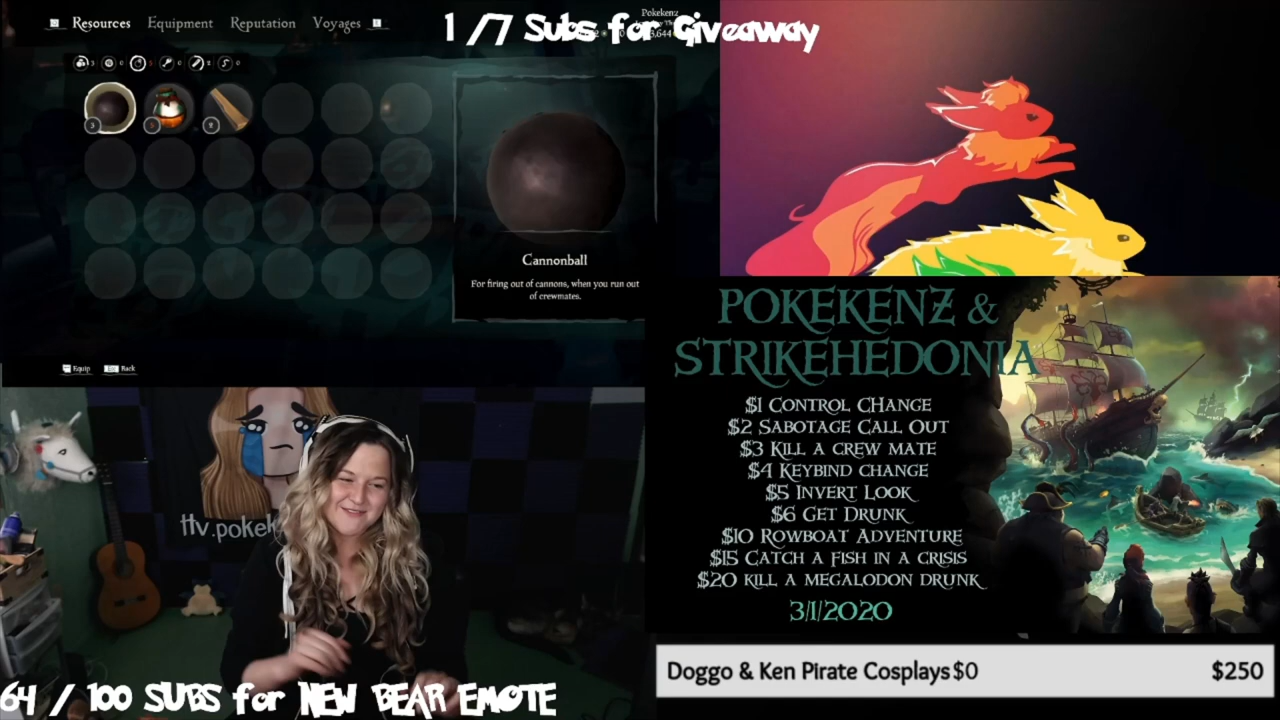 Resources Equipment Reputation Voyages
1 /7 Subs for Giveaway
Pokekenz
Cannonball
For firing out of cannons, when you run out
of crewmates.
Equip Back
POKEKENZ &
STRIKEHEDONIA
$1 CONTROL CHANGE
$2 SABOTAGE CALL OUT
$3 KILL A CREW MATE
$4 KEYBIND CHANGE
$5 INVERT LOOK
$6 GET DRUNK
$10 ROWBOAT ADVENTURE
$15 CATCH A FISH IN A CRISIS
$20 KILL A MEGALODON DRUNK
3/1/2020
ttv.pokek
Doggo & Ken Pirate Cosplays $0 $250
64 / 100 SUBS for NEW BEAR EMOTE